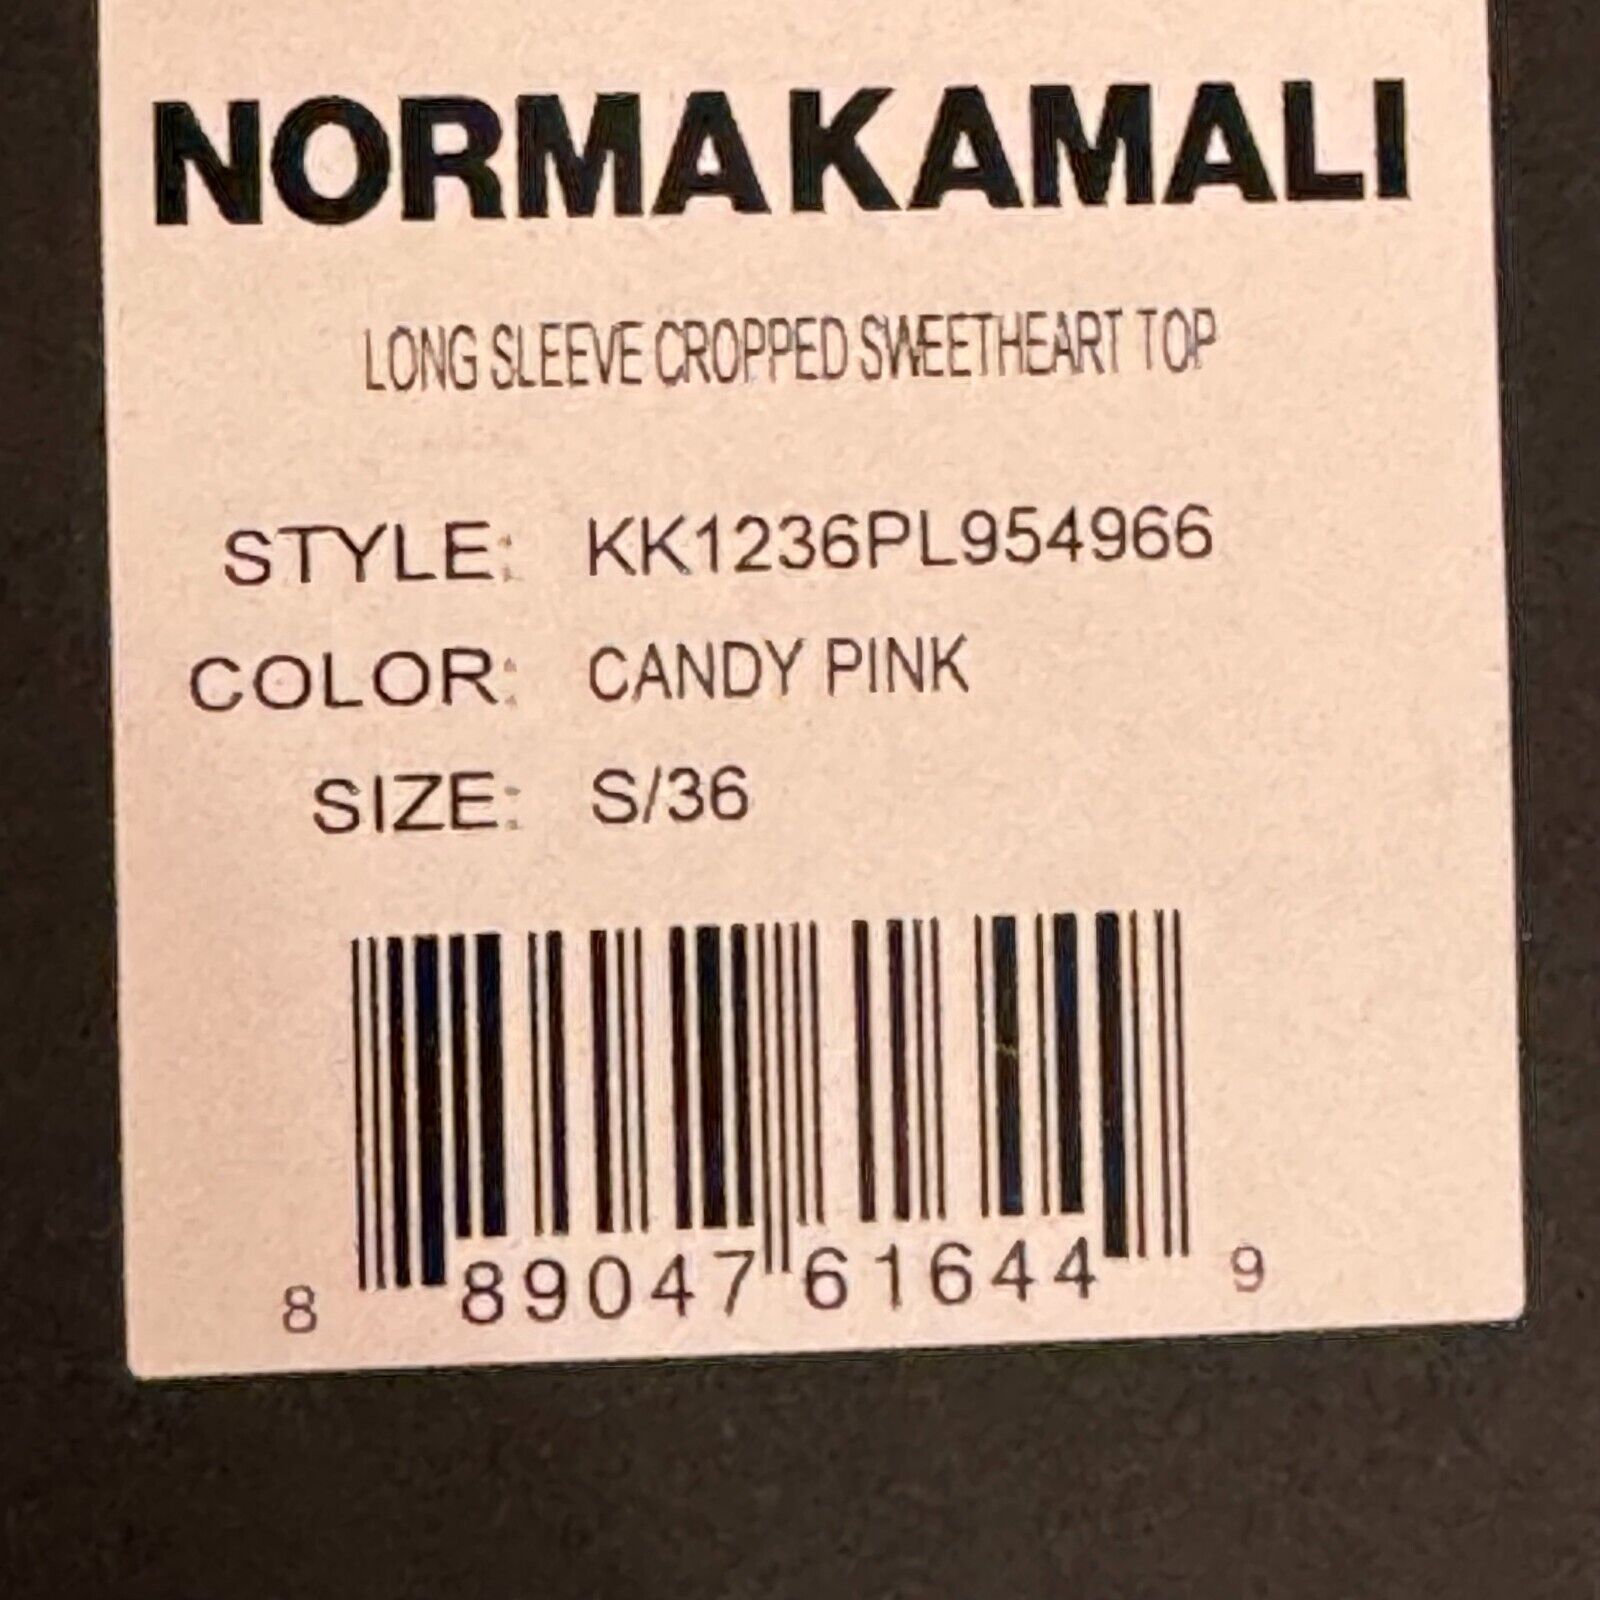 NORMA KAMALI
LONG SLEEVE CROPPED SWEETHEART TOP
STYLE: KK1236PL954966
COLOR: CANDY PINK
SIZE: S/36
8 89047 61644 9